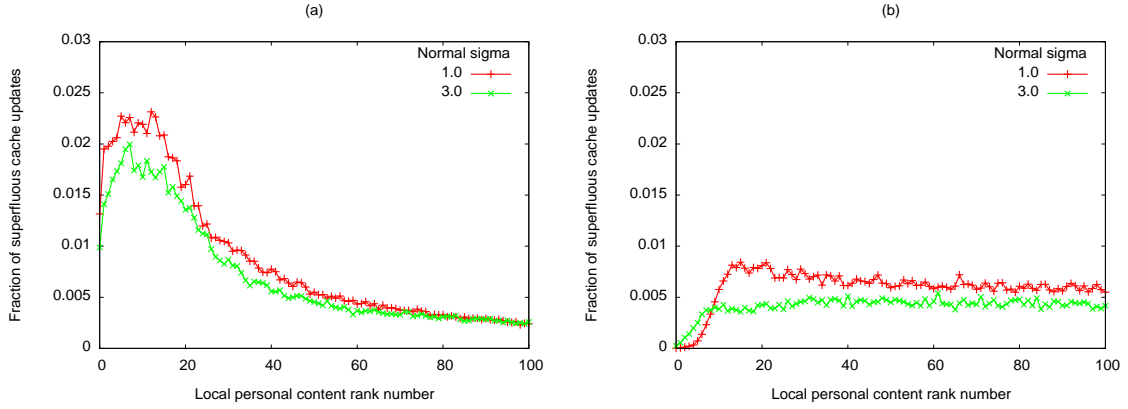 (a)
Fraction of superfluous cache updates
0.03
0.025
0.02
0.015
0.01
0.005
0
Normal sigma
1.0
3.0
0 20 40 60 80 100
Local personal content rank number
(b)
Fraction of superfluous cache updates
0.03
0.025
0.02
0.015
0.01
0.005
0
Normal sigma
1.0
3.0
0 20 40 60 80 100
Local personal content rank number